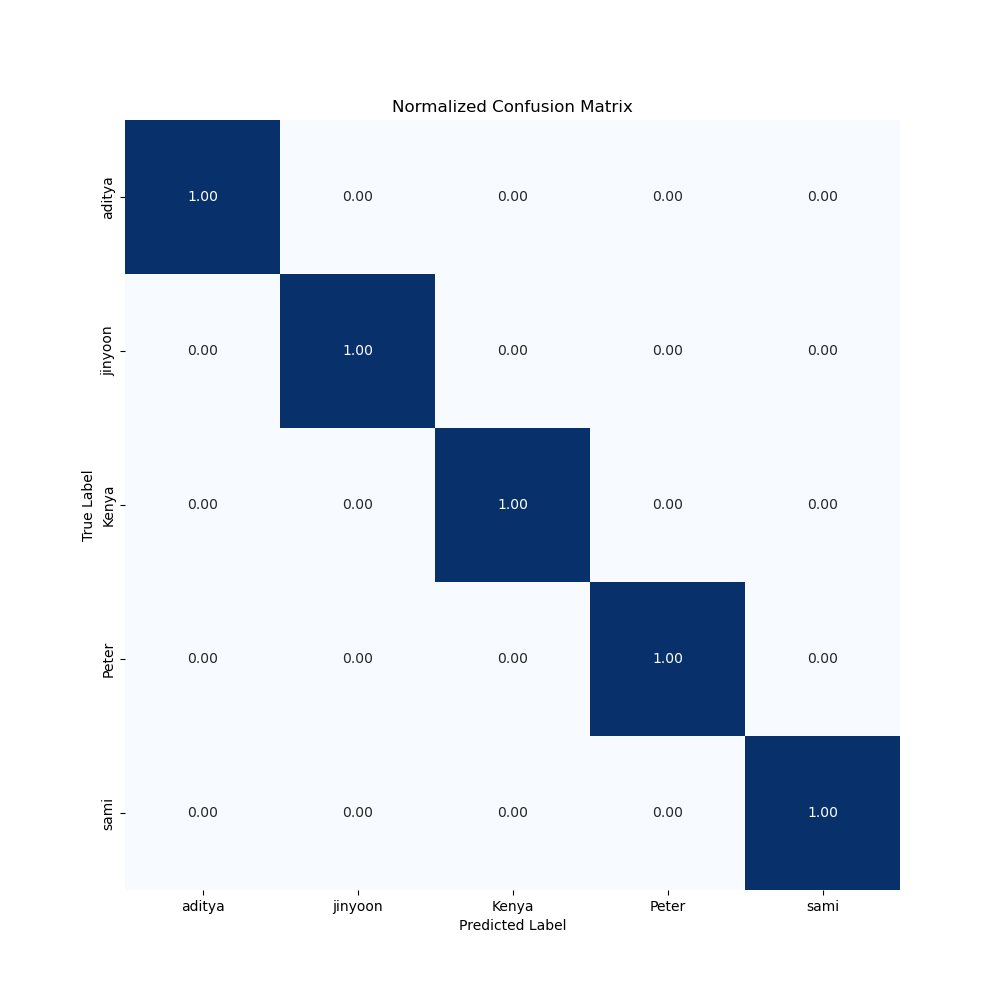 Normalized Confusion Matrix
aditya
1.00 0.00 0.00 0.00 0.00
jinyoon
0.00 1.00 0.00 0.00 0.00
True Label
Kenya
0.00 0.00 1.00 0.00 0.00
Peter
0.00 0.00 0.00 1.00 0.00
sami
0.00 0.00 0.00 0.00 1.00
aditya jinyoon Kenya Peter sami
Predicted Label